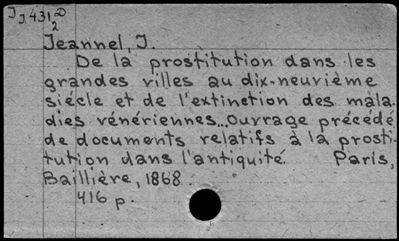 J
J.431
2
Jeannel, J.
De la prostitution dans les
grandes villes au dix-neuvième
siècle et de l'extinction des mala-
dies vénériennes...Ouvrage précédé
de documents relatifs à la prosti-
tution dans l'antiquité. Paris,
Baillière, 1868.
416 p.